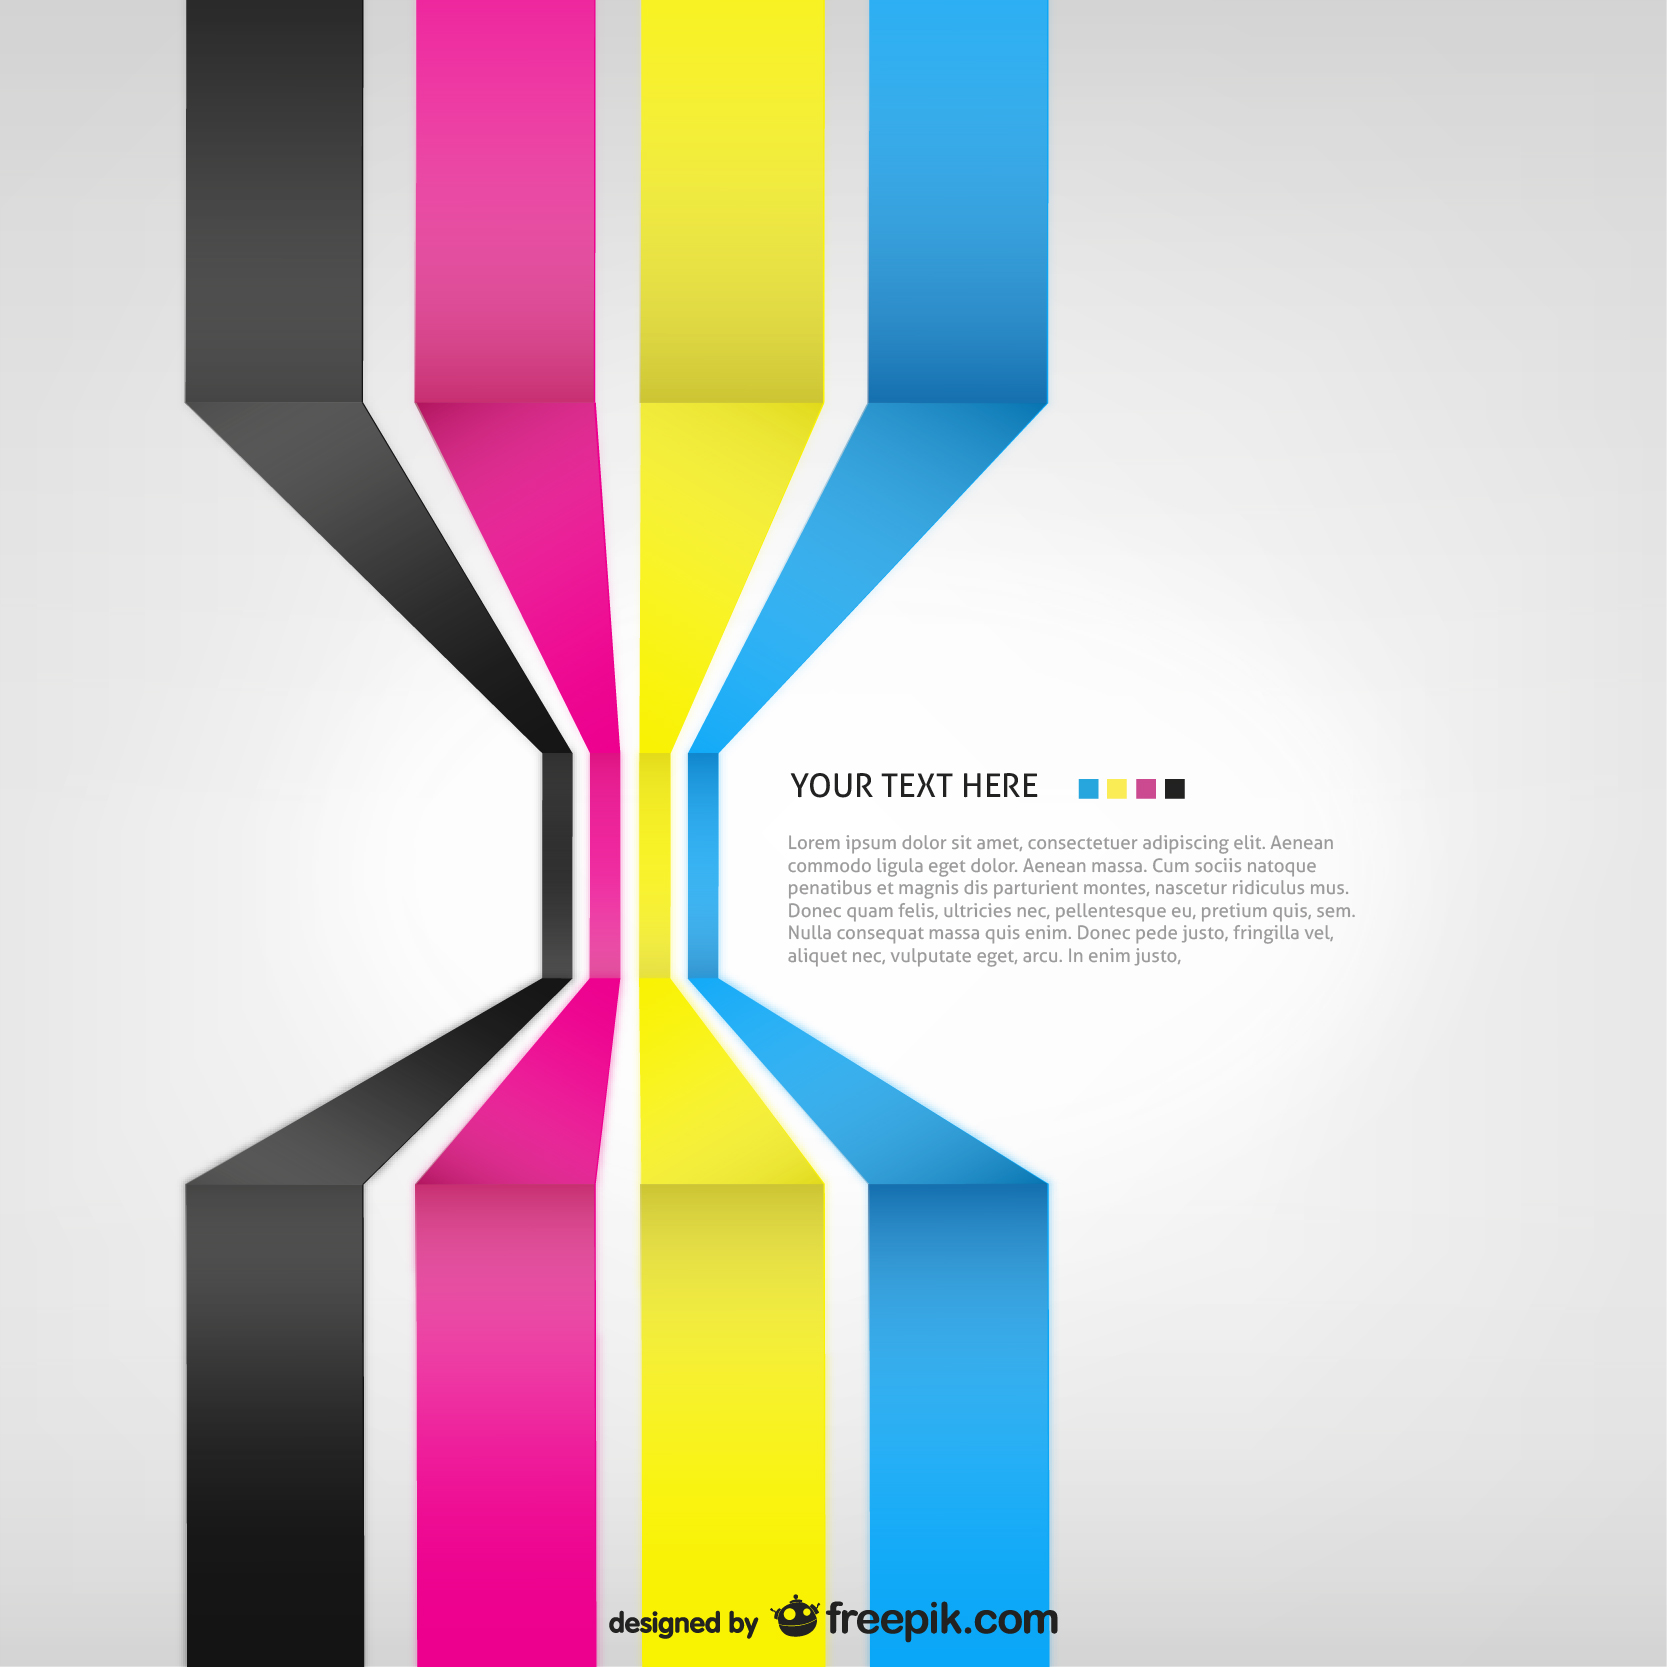 YOUR TEXT HERE
Lorem ipsum dolor sit amet, consectetuer adipiscing elit. Aenean
commodo ligula eget dolor. Aenean massa. Cum sociis natoque
penatibus et magnis dis parturient montes, nascetur ridiculus mus.
Donec quam felis, ultricies nec, pellentesque eu, pretium quis, sem.
Nulla consequat massa quis enim. Donec pede justo, fringilla vel,
aliquet nec, vulputate eget, arcu. In enim justo,
designed by freepik.com